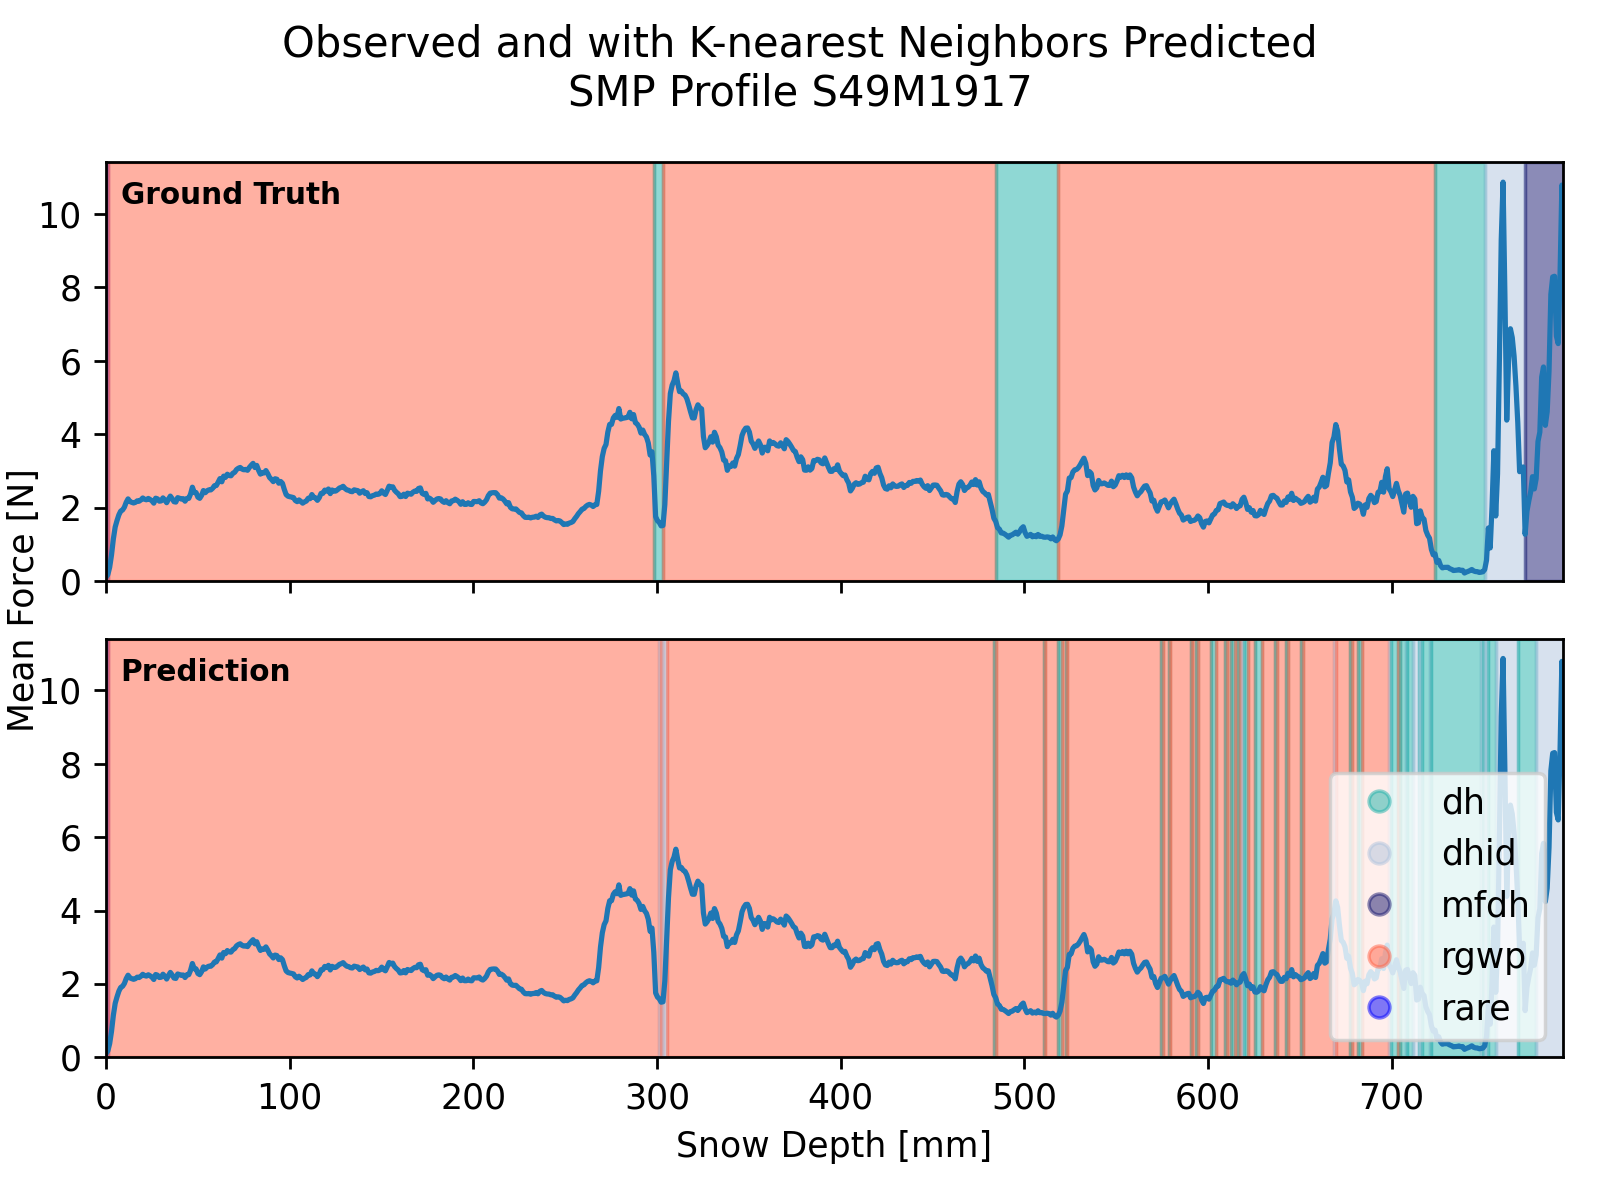 Observed and with K-nearest Neighbors Predicted
SMP Profile S49M1917
Ground Truth
10
8
6
4
2
0
Mean Force [N]
Prediction
10
8
6
4
2
0
dh
dhid
mfdh
rgwp
rare
0 100 200 300 400 500 600 700
Snow Depth [mm]